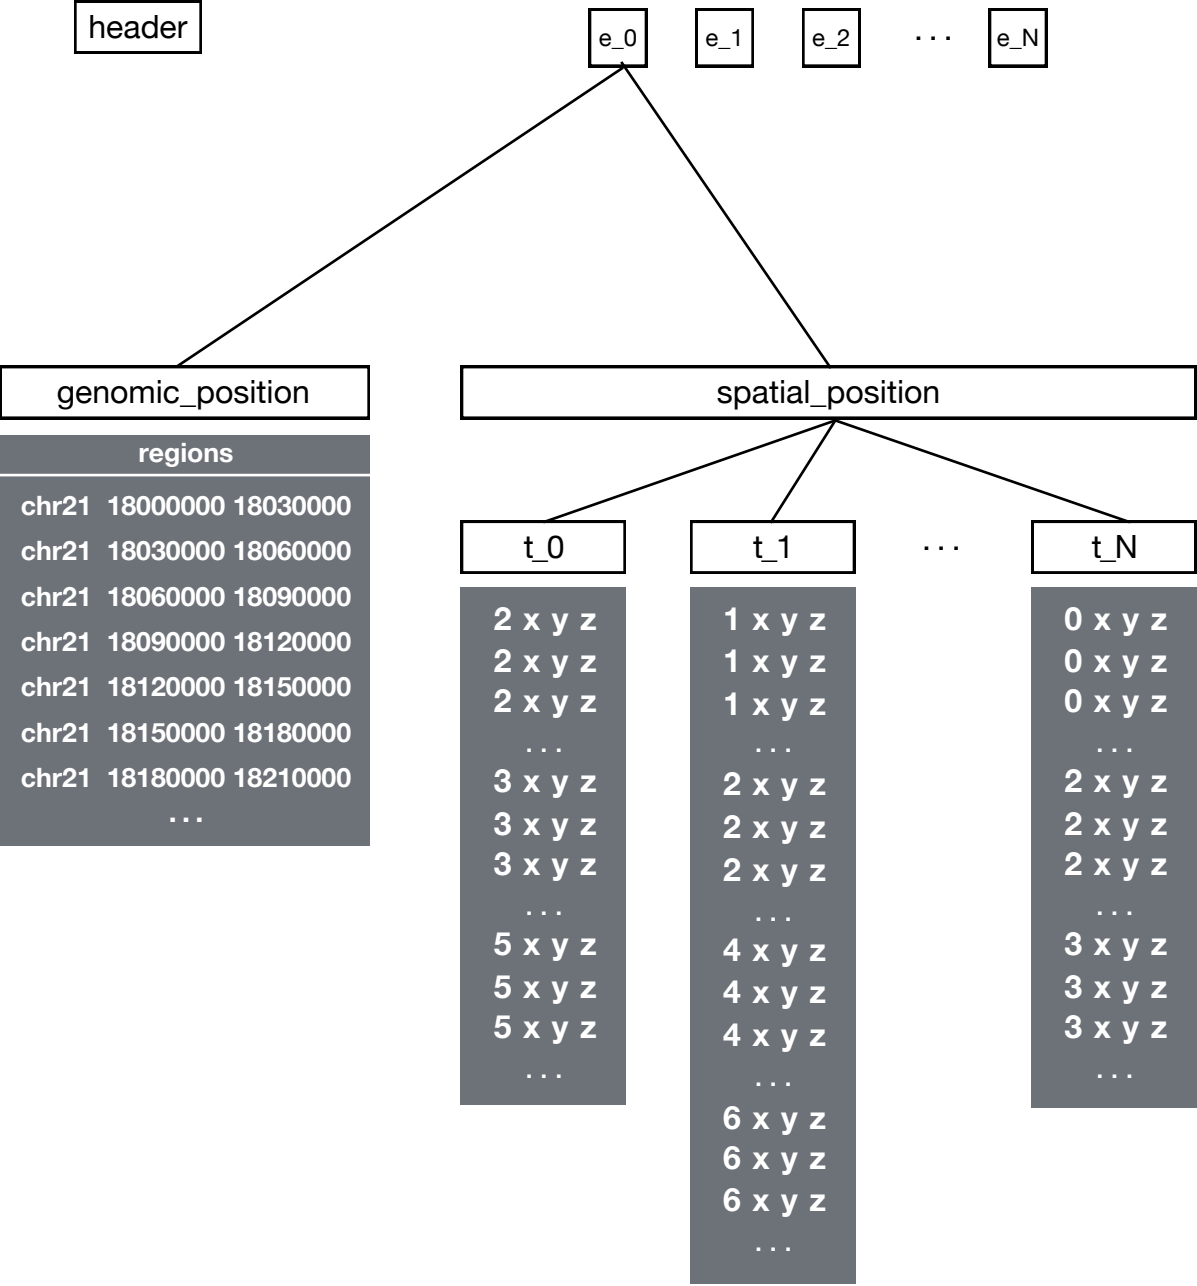 header
e_0 e_1 e_2 ... e_N
genomic_position
regions
chr21 18000000 18030000
chr21 18030000 18060000
chr21 18060000 18090000
chr21 18090000 18120000
chr21 18120000 18150000
chr21 18150000 18180000
chr21 18180000 18210000
...
spatial_position
t_0
2 x y z
2 x y z
2 x y z
...
3 x y z
3 x y z
3 x y z
...
5 x y z
5 x y z
5 x y z
...
t_1
1 x y z
1 x y z
1 x y z
...
2 x y z
2 x y z
2 x y z
...
4 x y z
4 x y z
4 x y z
...
6 x y z
6 x y z
6 x y z
...
...
t_N
0 x y z
0 x y z
0 x y z
...
2 x y z
2 x y z
2 x y z
...
3 x y z
3 x y z
3 x y z
...